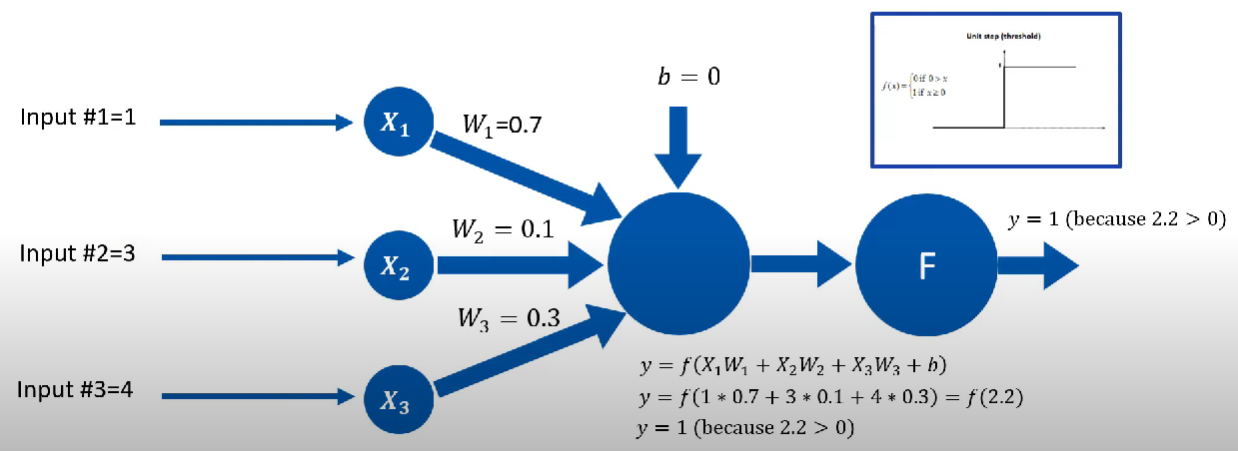 Unit step (threshold)
b = 0
f(x) = {0 if 0 > x
1 if x ≥ 0
1
Input #1=1
X₁
W₁=0.7
Input #2=3
X₂
W₂ = 0.1
F
y = 1 (because 2.2 > 0)
W₃ = 0.3
Input #3=4
X₃
y = f(X₁W₁ + X₂W₂ + X₃W₃ + b)
y = f(1 * 0.7 + 3 * 0.1 + 4 * 0.3) = f(2.2)
y = 1 (because 2.2 > 0)